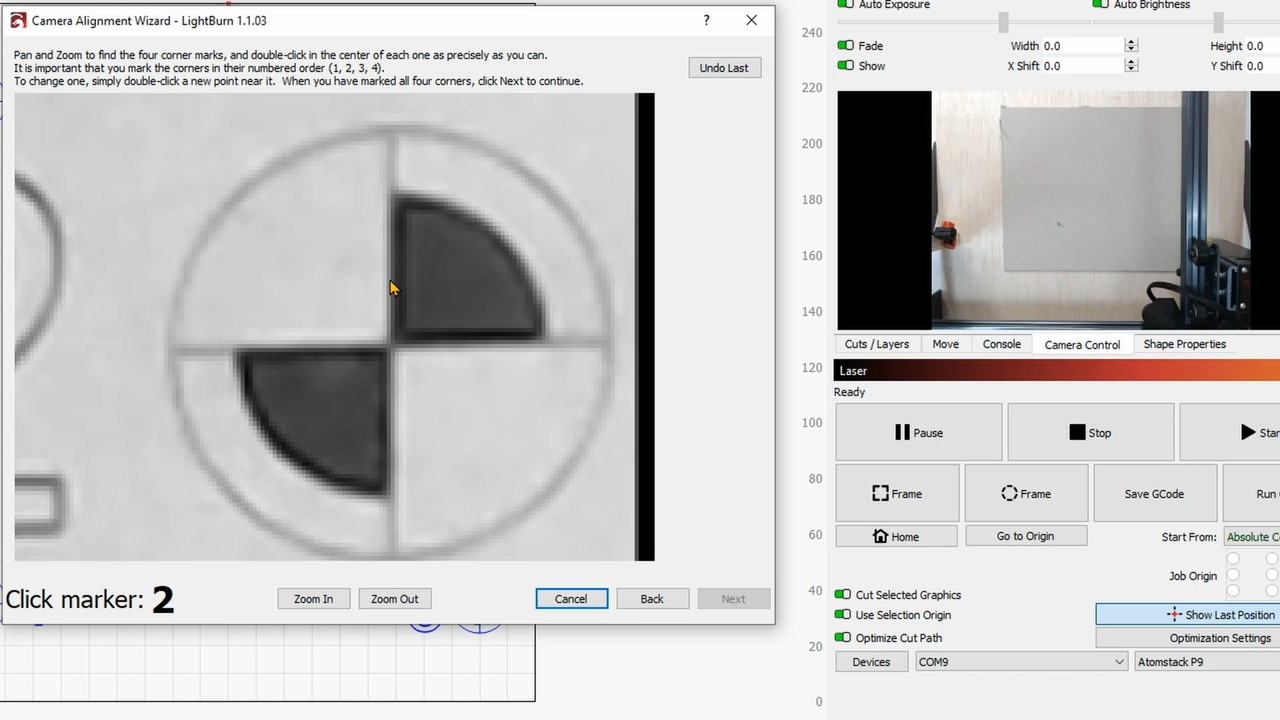 Camera Alignment Wizard - LightBurn 1.1.03
?
Pan and Zoom to find the four corner marks, and double-click in the center of each one as precisely as you can.
It is important that you mark the corners in their numbered order (1, 2, 3, 4).
To change one, simply double-click a new point near it.  When you have marked all four corners, click Next to continue.
Undo Last
Click marker: 2
Zoom In
Zoom Out
Cancel
Back
Next
240
220
200
180
160
140
120
100
80
60
40
20
0
Auto Exposure
Auto Brightness
Fade
Width 0.0
Height 0.0
Show
X Shift 0.0
Y Shift 0.0
Cuts / Layers
Move
Console
Camera Control
Shape Properties
Laser
Ready
Pause
Stop
Star
Frame
Frame
Save GCode
Run
Home
Go to Origin
Start From:
Absolute C
Job Origin
Cut Selected Graphics
Use Selection Origin
Show Last Position
Optimize Cut Path
Optimization Settings
Devices
COM9
Atomstack P9